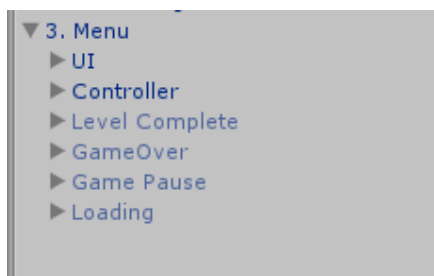 3. Menu
UI
Controller
Level Complete
GameOver
Game Pause
Loading